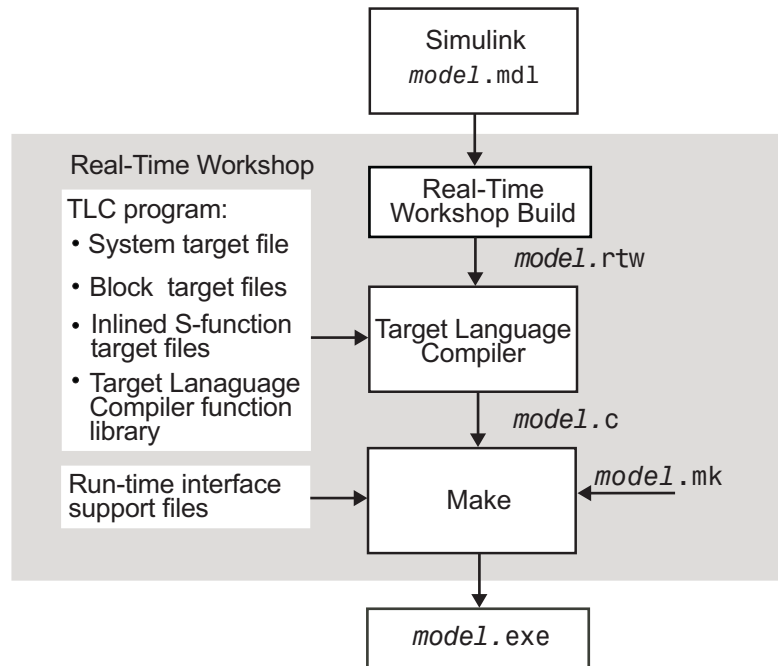 Simulink
model.mdl
Real-Time Workshop
Real-Time
Workshop Build
TLC program:
• System target file
• Block target files
• Inlined S-function
target files
• Target Lanaguage
Compiler function
library
model.rtw
Target Language
Compiler
model.c
Run-time interface
support files
Make
model.mk
model.exe